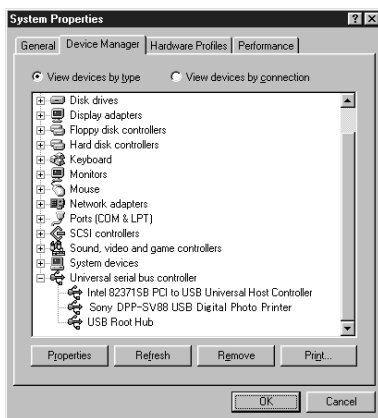 System Properties
General Device Manager Hardware Profiles Performance
View devices by type View devices by connection
Disk drives
Display adapters
Floppy disk controllers
Hard disk controllers
Keyboard
Monitors
Mouse
Network adapters
Ports (COM & LPT)
SCSI controllers
Sound, video and game controllers
System devices
Universal serial bus controller
Intel 82371SB PCI to USB Universal Host Controller
Sony DPP-SV88 USB Digital Photo Printer
USB Root Hub
Properties Refresh Remove Print...
OK Cancel